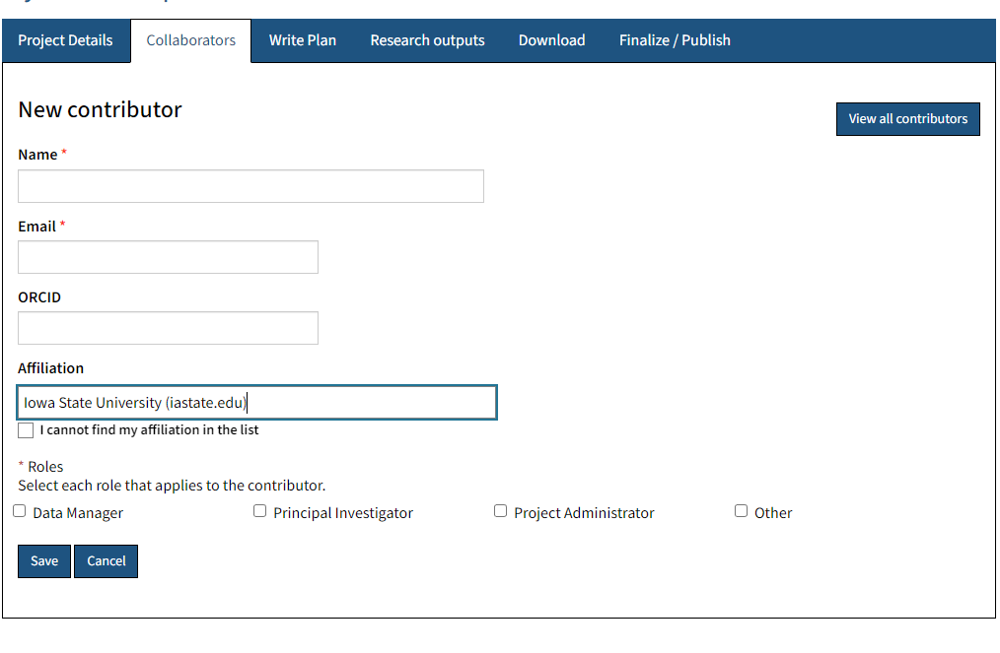 Project Details Collaborators Write Plan Research outputs Download Finalize / Publish
New contributor
View all contributors
Name *
Email *
ORCID
Affiliation
Iowa State University (iastate.edu)
I cannot find my affiliation in the list
* Roles
Select each role that applies to the contributor.
Data Manager Principal Investigator Project Administrator Other
Save Cancel